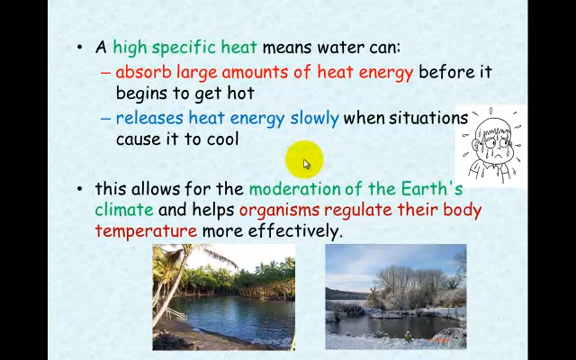 • A high specific heat means water can:
– absorb large amounts of heat energy before it
begins to get hot
– releases heat energy slowly when situations
cause it to cool
• this allows for the moderation of the Earth's
climate and helps organisms regulate their body
temperature more effectively.